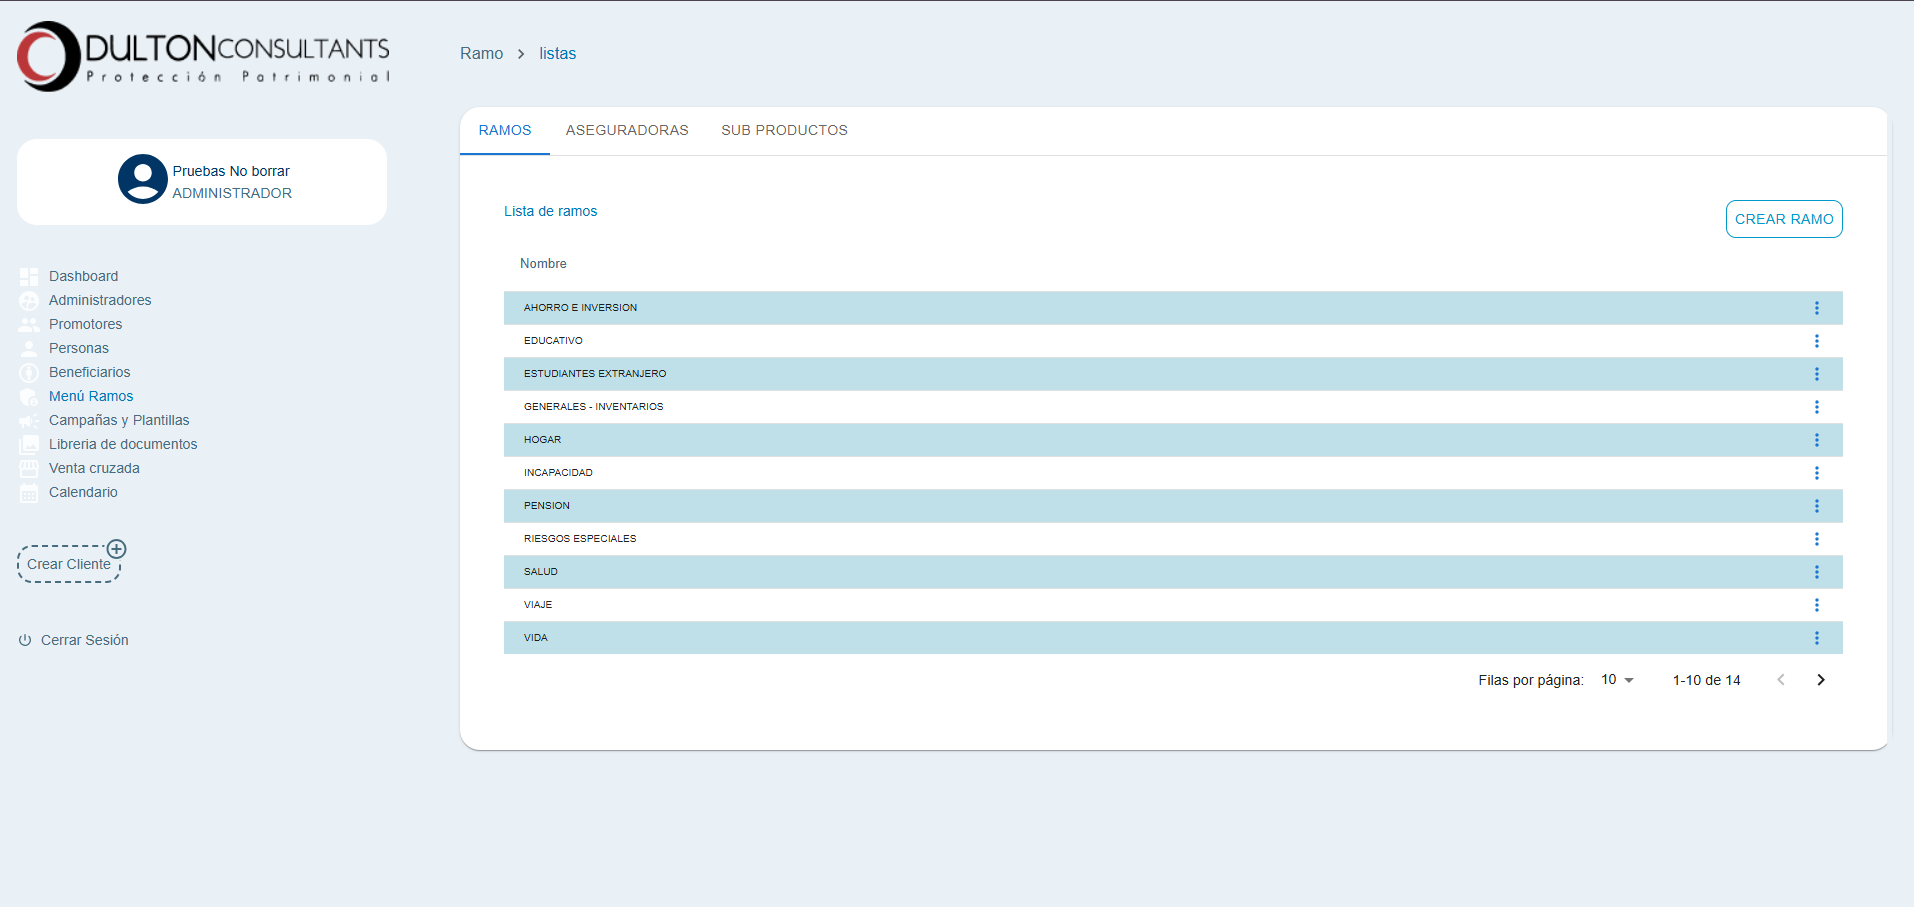 DULTONCONSULTANTS
Protección Patrimonial
Pruebas No borrar
ADMINISTRADOR
Dashboard
Administradores
Promotores
Personas
Beneficiarios
Menú Ramos
Campañas y Plantillas
Libreria de documentos
Venta cruzada
Calendario
Crear Cliente
Cerrar Sesión
Ramo > listas
RAMOS ASEGURADORAS SUB PRODUCTOS
Lista de ramos
CREAR RAMO
Nombre
AHORRO E INVERSION
EDUCATIVO
ESTUDIANTES EXTRANJERO
GENERALES - INVENTARIOS
HOGAR
INCAPACIDAD
PENSION
RIESGOS ESPECIALES
SALUD
VIAJE
VIDA
Filas por página: 10 1-10 de 14